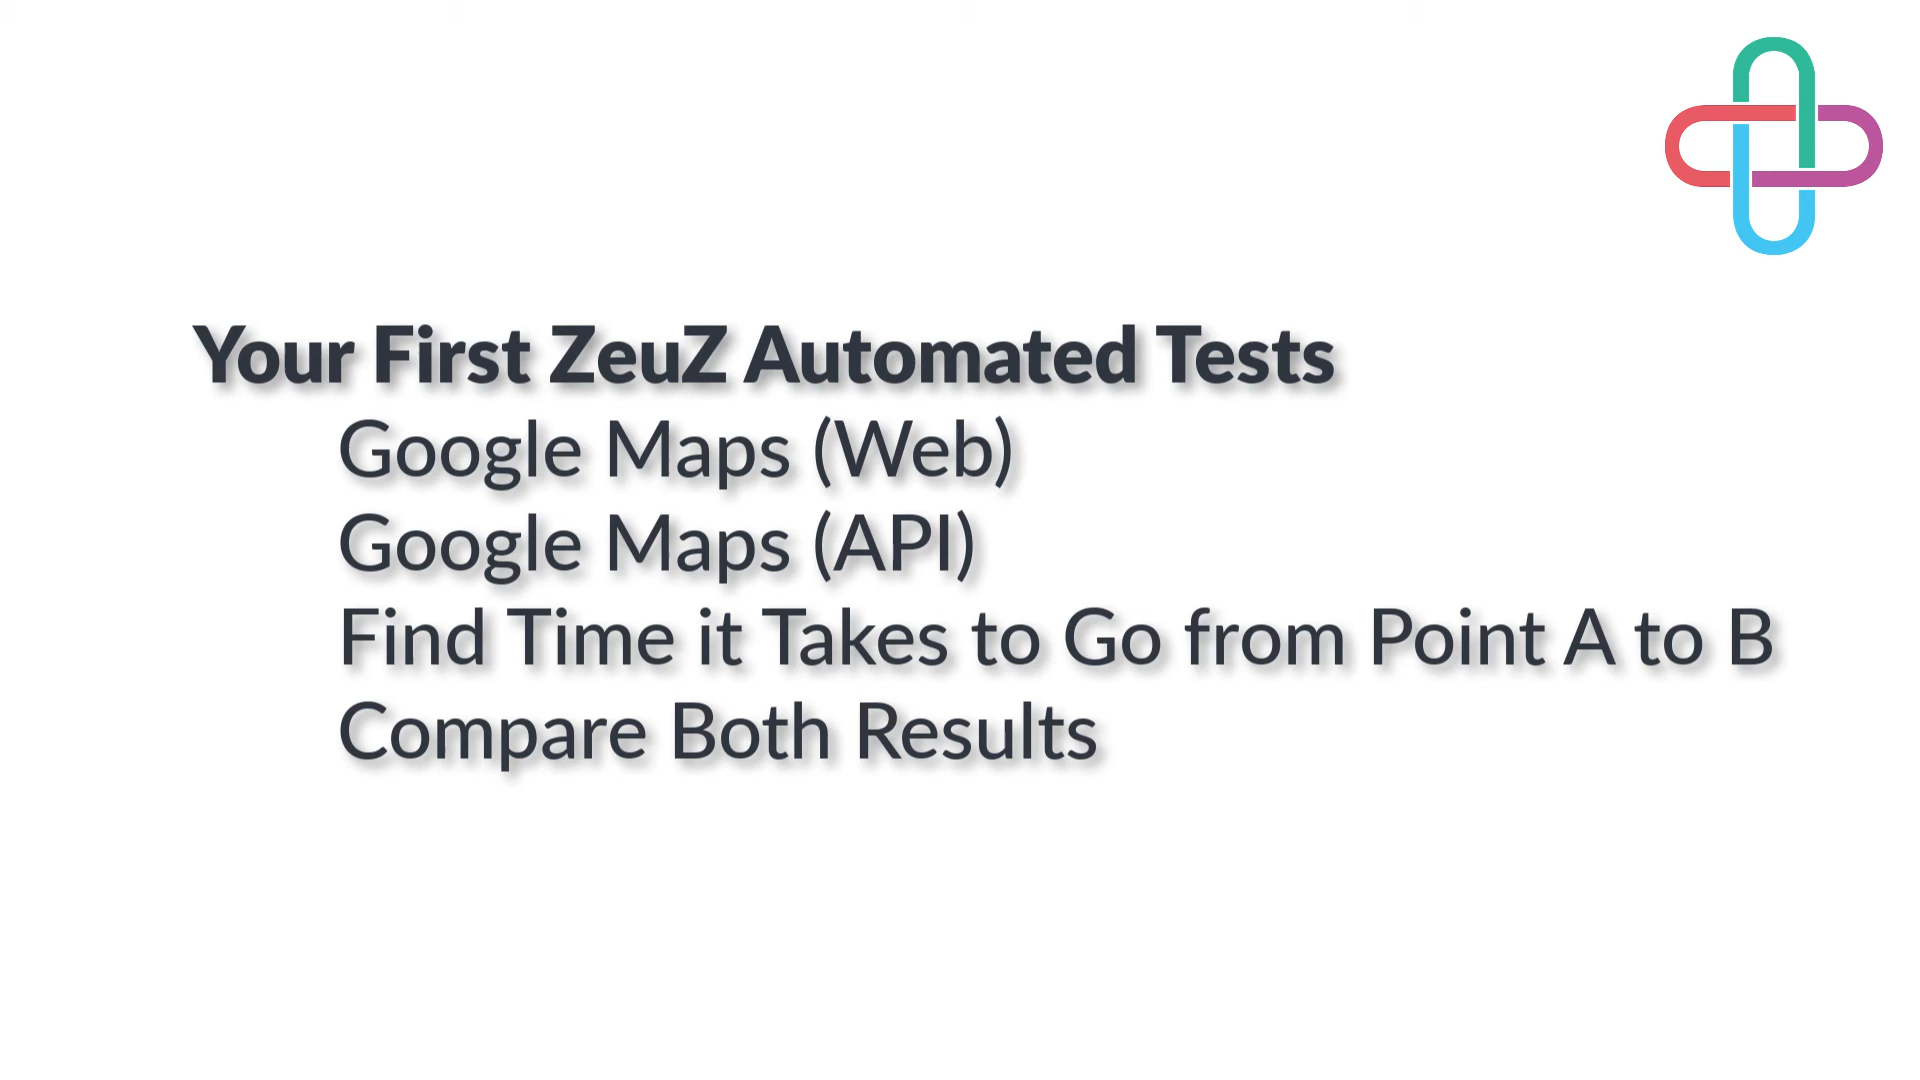 Your First ZeuZ Automated Tests
Google Maps (Web)
Google Maps (API)
Find Time it Takes to Go from Point A to B
Compare Both Results